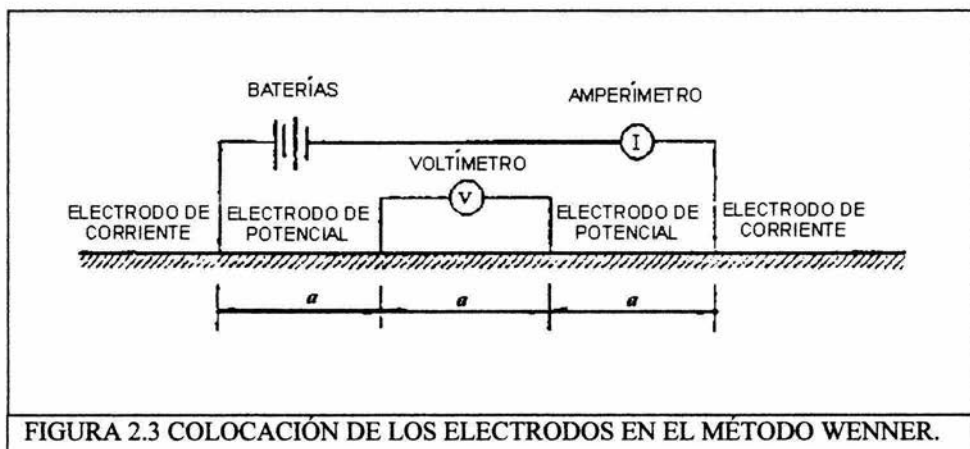 BATERÍAS
AMPERÍMETRO
I
VOLTÍMETRO
V
ELECTRODO DE
CORRIENTE
ELECTRODO DE
POTENCIAL
ELECTRODO DE
POTENCIAL
ELECTRODO DE
CORRIENTE
a
a
a
FIGURA 2.3 COLOCACIÓN DE LOS ELECTRODOS EN EL MÉTODO WENNER.